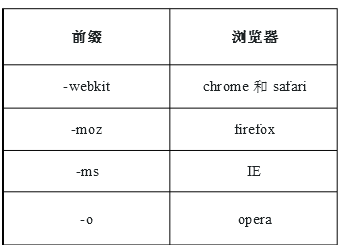 前缀 浏览器
-webkit chrome 和 safari
-moz firefox
-ms IE
-o opera